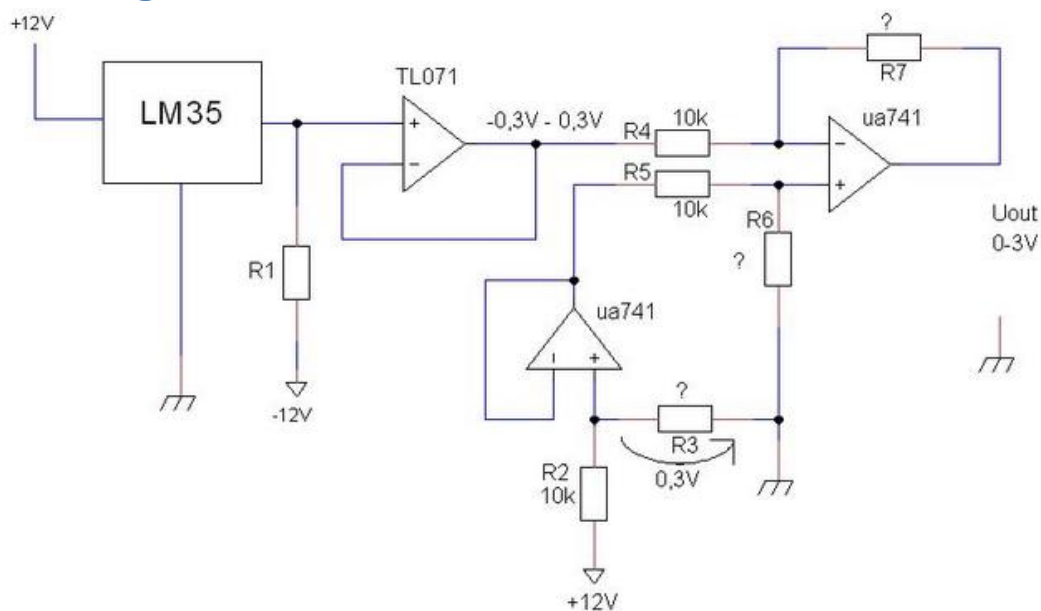 +12V
LM35
TL071
-0,3V - 0,3V
+
−
R4
10k
R5
10k
?
R7
ua741
−
+
R6
?
Uout
0-3V
R1
-12V
ua741
−
+
?
R3
0,3V
R2
10k
+12V